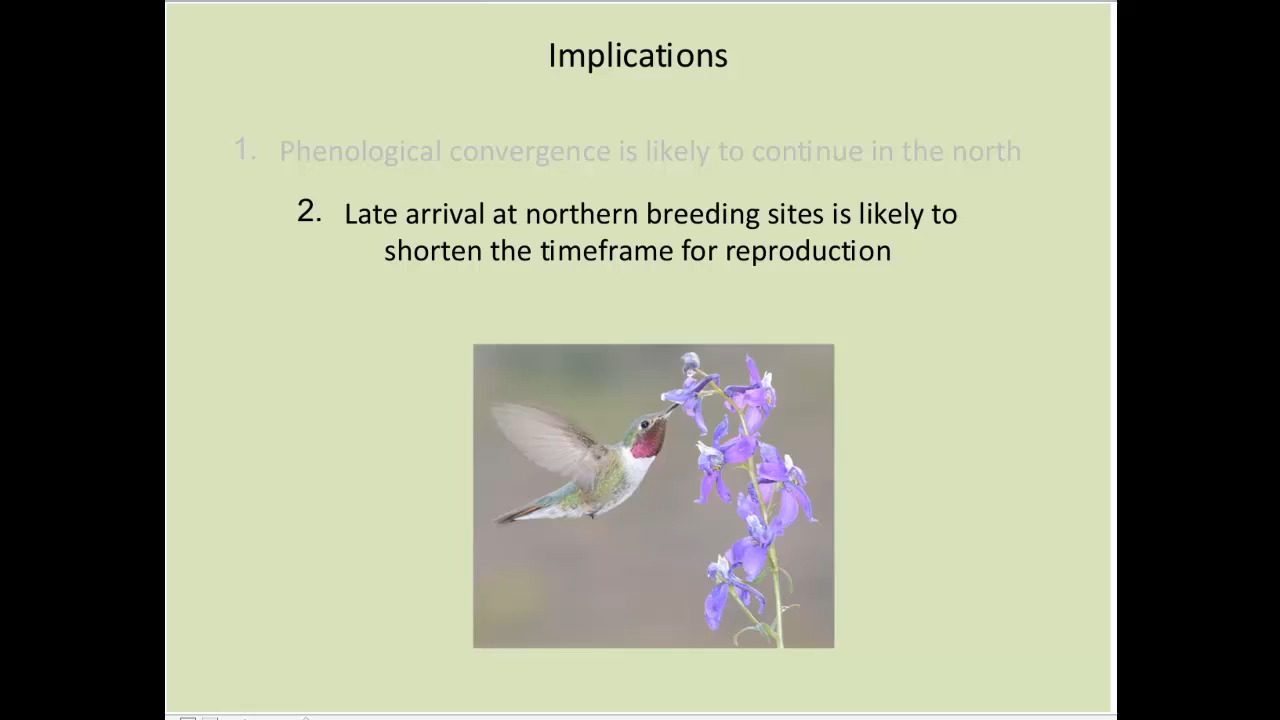 Implications
1. Phenological convergence is likely to continue in the north
2. Late arrival at northern breeding sites is likely to
shorten the timeframe for reproduction